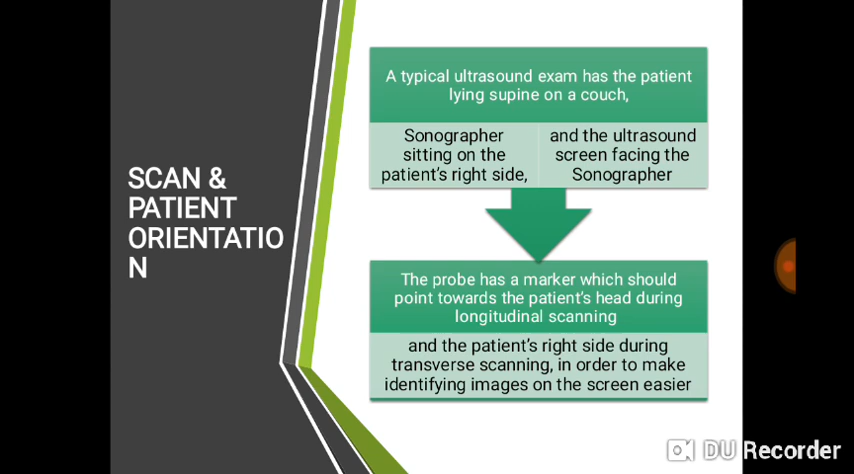 SCAN &
PATIENT
ORIENTATIO
N
A typical ultrasound exam has the patient
lying supine on a couch,
Sonographer
sitting on the
patient's right side,
and the ultrasound
screen facing the
Sonographer
The probe has a marker which should
point towards the patient's head during
longitudinal scanning
and the patient's right side during
transverse scanning, in order to make
identifying images on the screen easier
DU Recorder